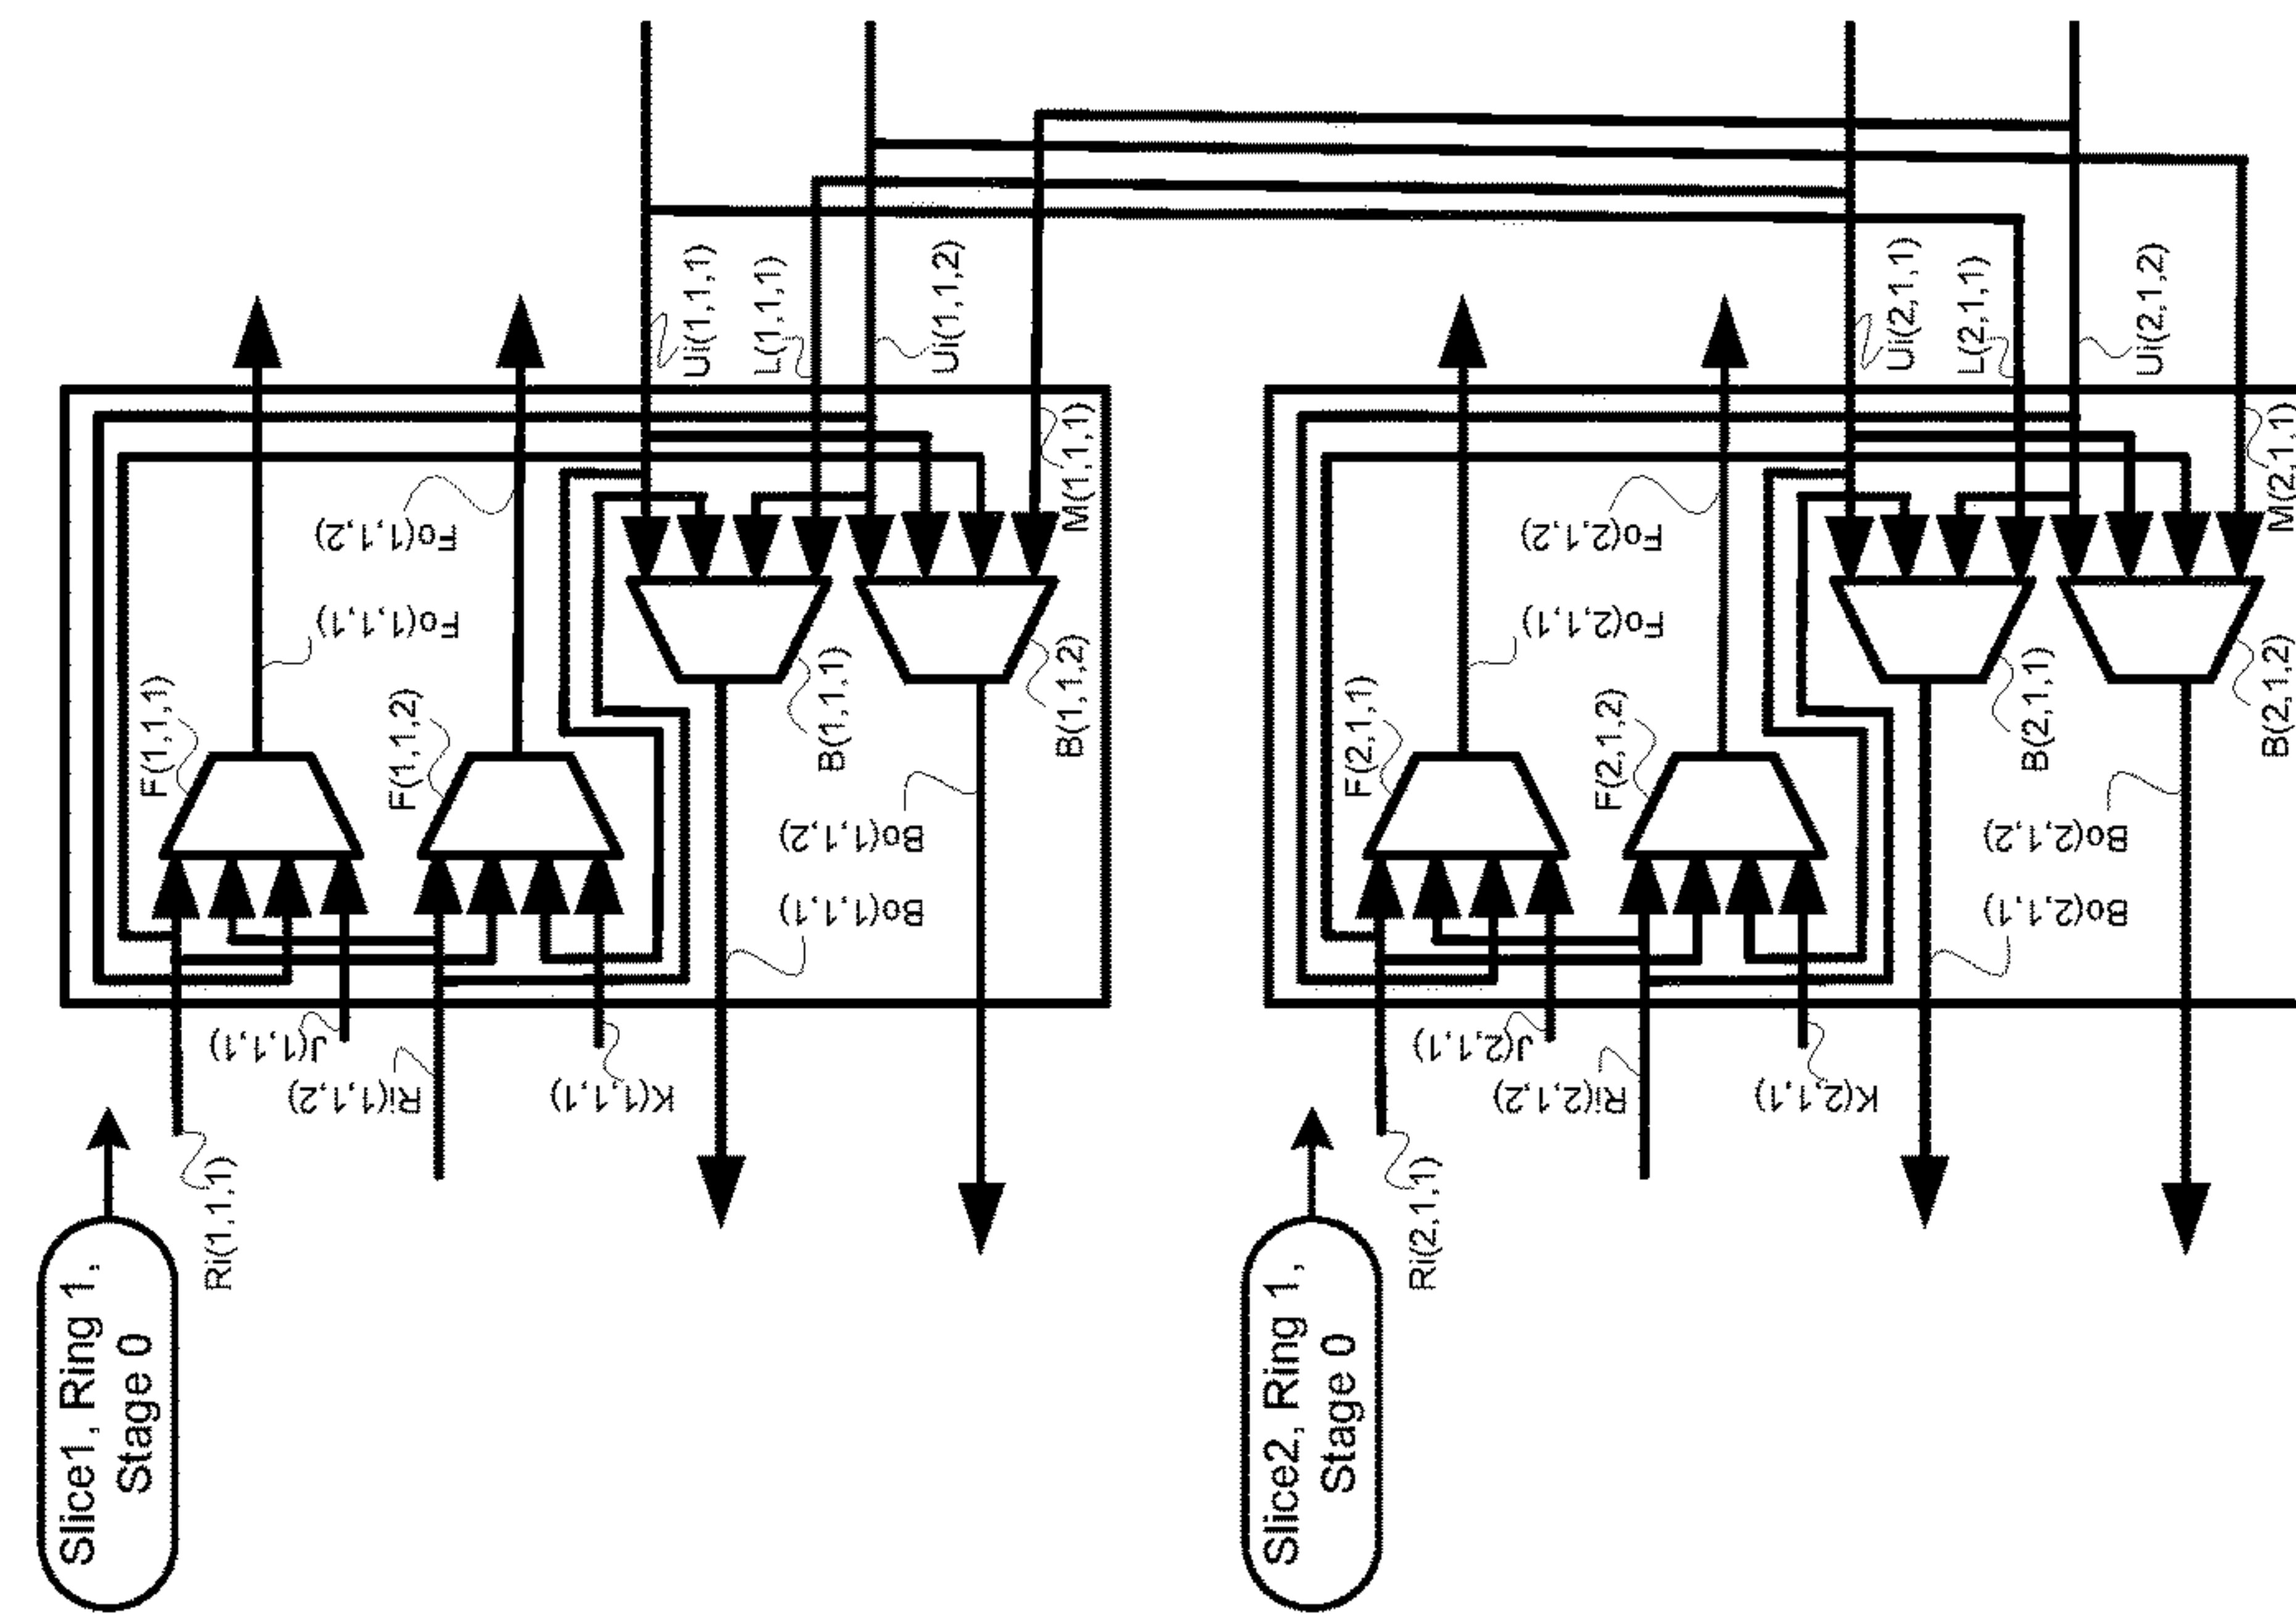 Slice1, Ring 1,
Stage 0
Ri(1,1,1)
J(1,1,1)
Ri(1,1,2)
K(1,1,1)
F(1,1,1)
F(1,1,2)
Fo(1,1,1)
Fo(1,1,2)
Bo(1,1,1)
Bo(1,1,2)
B(1,1,1)
B(1,1,2)
Ui(1,1,1)
L(1,1,1)
Ui(1,1,2)
M(1,1,1)
Slice2, Ring 1,
Stage 0
Ri(2,1,1)
J(2,1,1)
Ri(2,1,2)
K(2,1,1)
F(2,1,1)
F(2,1,2)
Fo(2,1,1)
Fo(2,1,2)
Bo(2,1,1)
Bo(2,1,2)
B(2,1,1)
B(2,1,2)
Ui(2,1,1)
L(2,1,1)
Ui(2,1,2)
M(2,1,1)